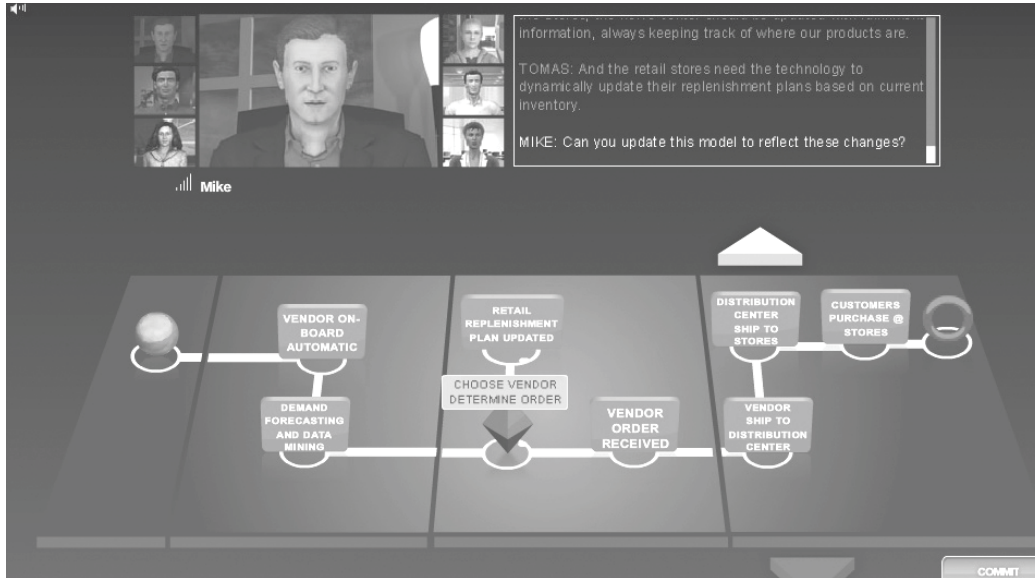 information, always keeping track of where our products are.
TOMAS: And the retail stores need the technology to
dynamically update their replenishment plans based on current
inventory.
MIKE: Can you update this model to reflect these changes?
Mike
VENDOR ON-
BOARD
AUTOMATIC
RETAIL
REPLENISHMENT
PLAN UPDATED
DISTRIBUTION
CENTER
SHIP TO
STORES
CUSTOMERS
PURCHASE @
STORES
CHOOSE VENDOR
DETERMINE ORDER
DEMAND
FORECASTING
AND DATA
MINING
VENDOR
ORDER
RECEIVED
VENDOR
SHIP TO
DISTRIBUTION
CENTER
COMMIT